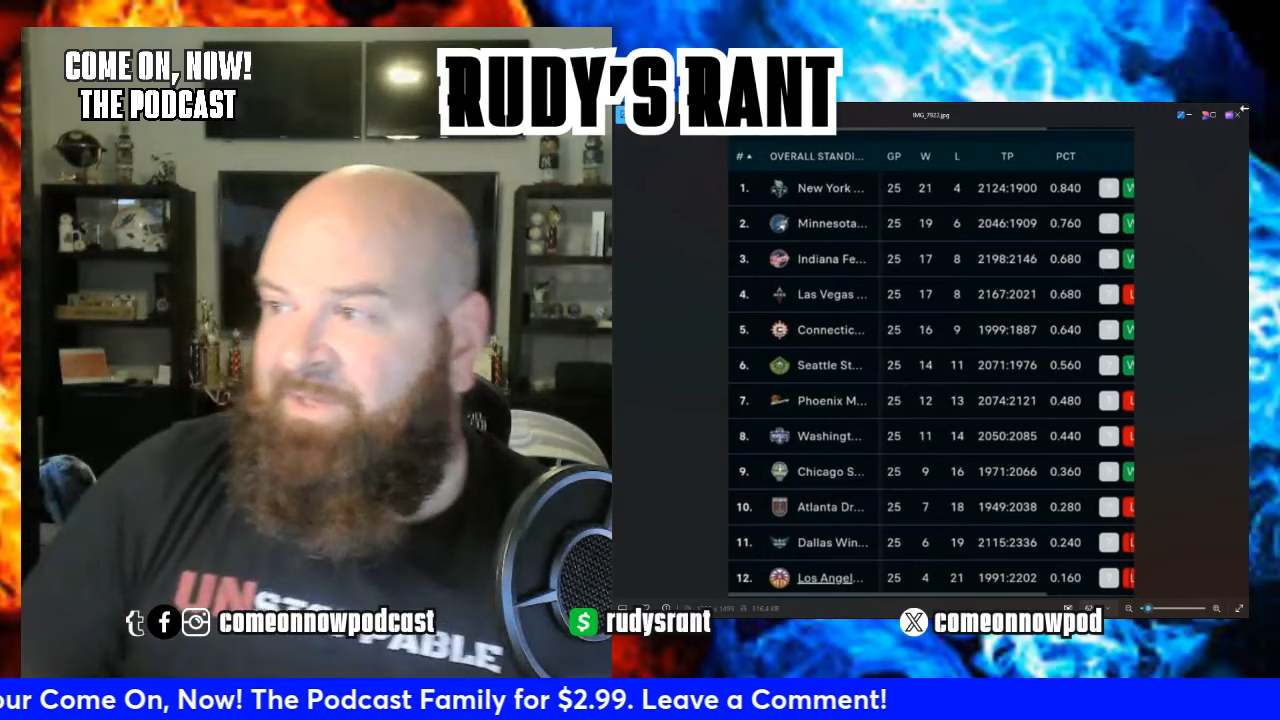 COME ON, NOW!
THE PODCAST
RUDY'S RANT
IMG_7922.jpg
# OVERALL STANDI... GP W L TP PCT
1. New York ... 25 21 4 2124:1900 0.840 ? W
2. Minnesota... 25 19 6 2046:1909 0.760 ? W
3. Indiana Fe... 25 17 8 2198:2146 0.680 ? W
4. Las Vegas ... 25 17 8 2167:2021 0.680 ? L
5. Connectic... 25 16 9 1999:1887 0.640 ? W
6. Seattle St... 25 14 11 2071:1976 0.560 ? W
7. Phoenix M... 25 12 13 2074:2121 0.480 ? L
8. Washingt... 25 11 14 2050:2085 0.440 ? L
9. Chicago S... 25 9 16 1971:2066 0.360 ? W
10. Atlanta Dr... 25 7 18 1949:2038 0.280 ? L
11. Dallas Win... 25 6 19 2115:2336 0.240 ? L
12. Los Angel... 25 4 21 1991:2202 0.160 ? L
UNSTOPPABLE
comeonnowpodcast
rudysrant
comeonnowpod
our Come On, Now! The Podcast Family for $2.99. Leave a Comment!